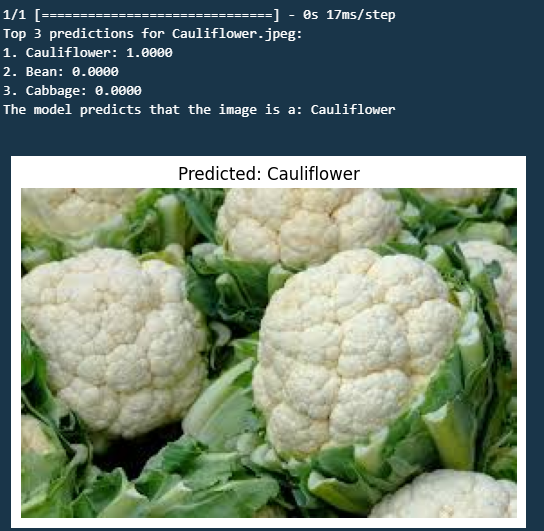 1/1 [==============================] - 0s 17ms/step
Top 3 predictions for Cauliflower.jpeg:
1. Cauliflower: 1.0000
2. Bean: 0.0000
3. Cabbage: 0.0000
The model predicts that the image is a: Cauliflower
Predicted: Cauliflower